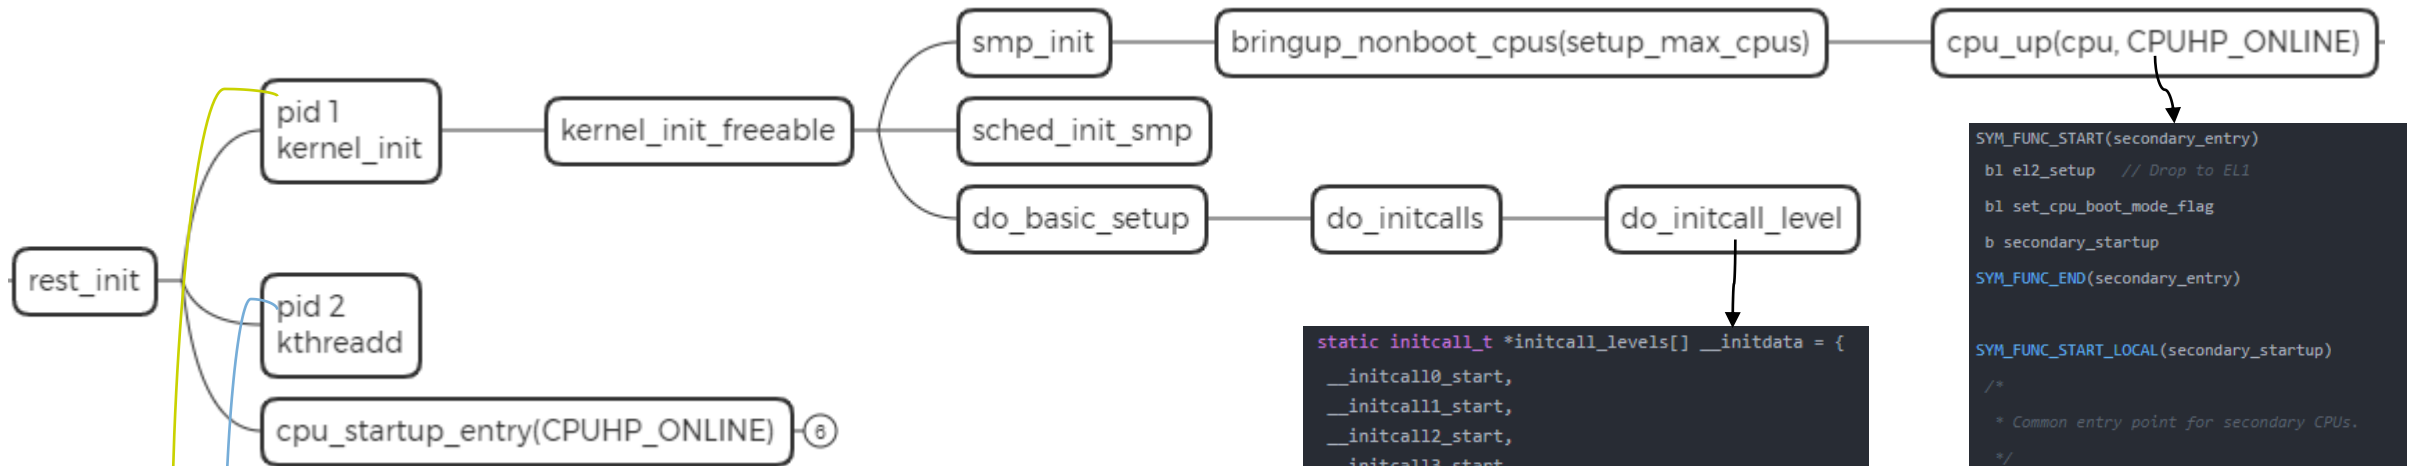 smp_init
bringup_nonboot_cpus(setup_max_cpus)
cpu_up(cpu, CPUHP_ONLINE)
pid 1
kernel_init
kernel_init_freeable
sched_init_smp
do_basic_setup
do_initcalls
do_initcall_level
rest_init
pid 2
kthreadd
cpu_startup_entry(CPUHP_ONLINE)
6
static initcall_t *initcall_levels[] __initdata = {
__initcall0_start,
__initcall1_start,
__initcall2_start,
__initcall3_start,
SYM_FUNC_START(secondary_entry)
bl el2_setup // Drop to EL1
bl set_cpu_boot_mode_flag
b secondary_startup
SYM_FUNC_END(secondary_entry)
SYM_FUNC_START_LOCAL(secondary_startup)
/*
* Common entry point for secondary CPUs.
*/